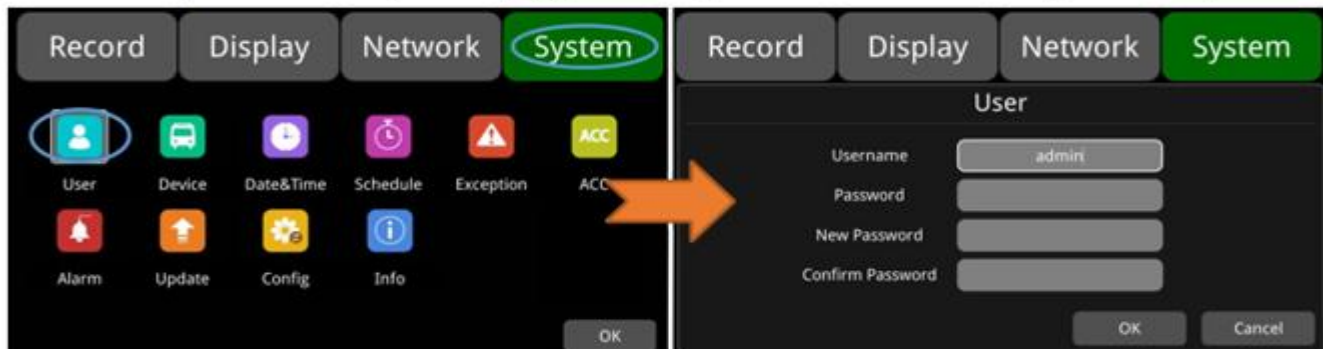 Record Display Network System
User Device Date&Time Schedule Exception ACC
ACC
Alarm Update Config Info
OK
Record Display Network System
User
Username admin
Password
New Password
Confirm Password
OK Cancel